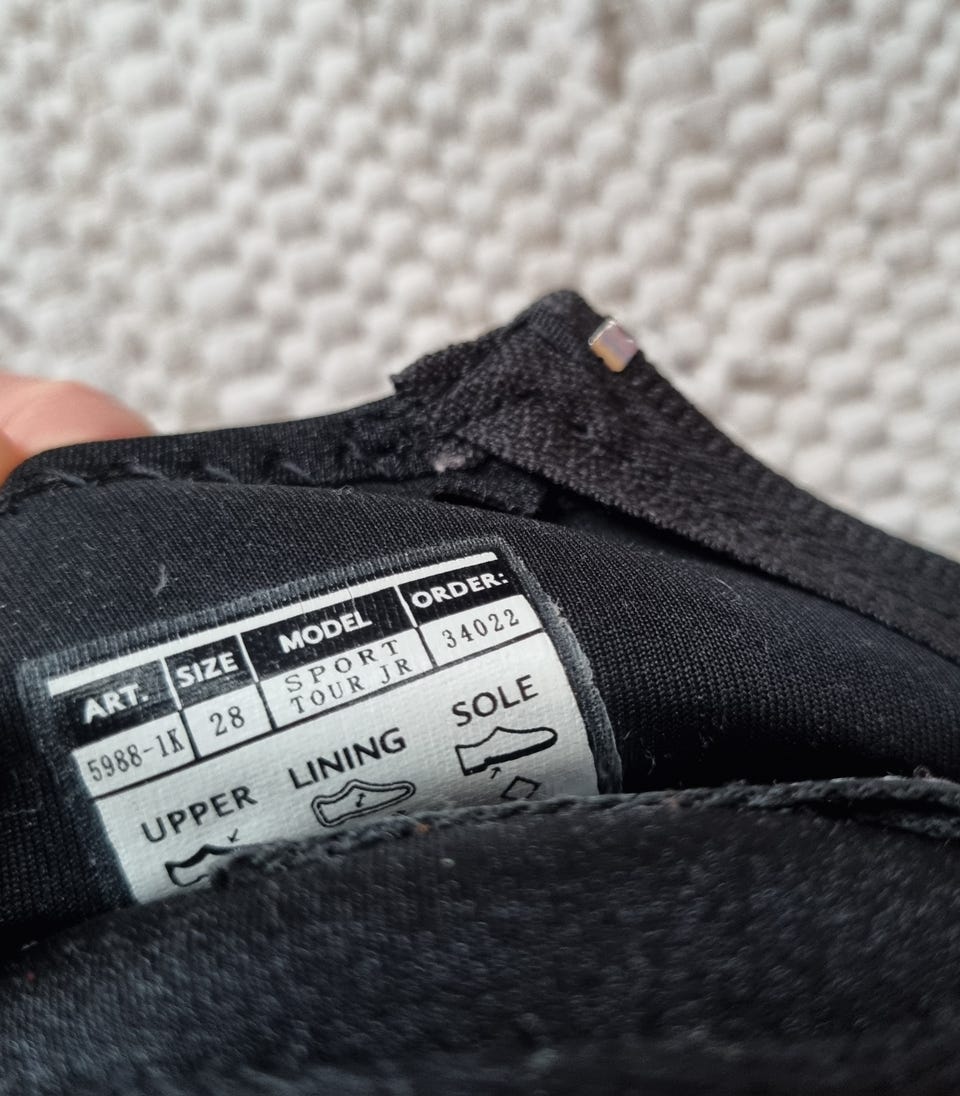 ART. SIZE MODEL ORDER:
5988-1K 28 SPORT TOUR JR 34022
UPPER LINING SOLE